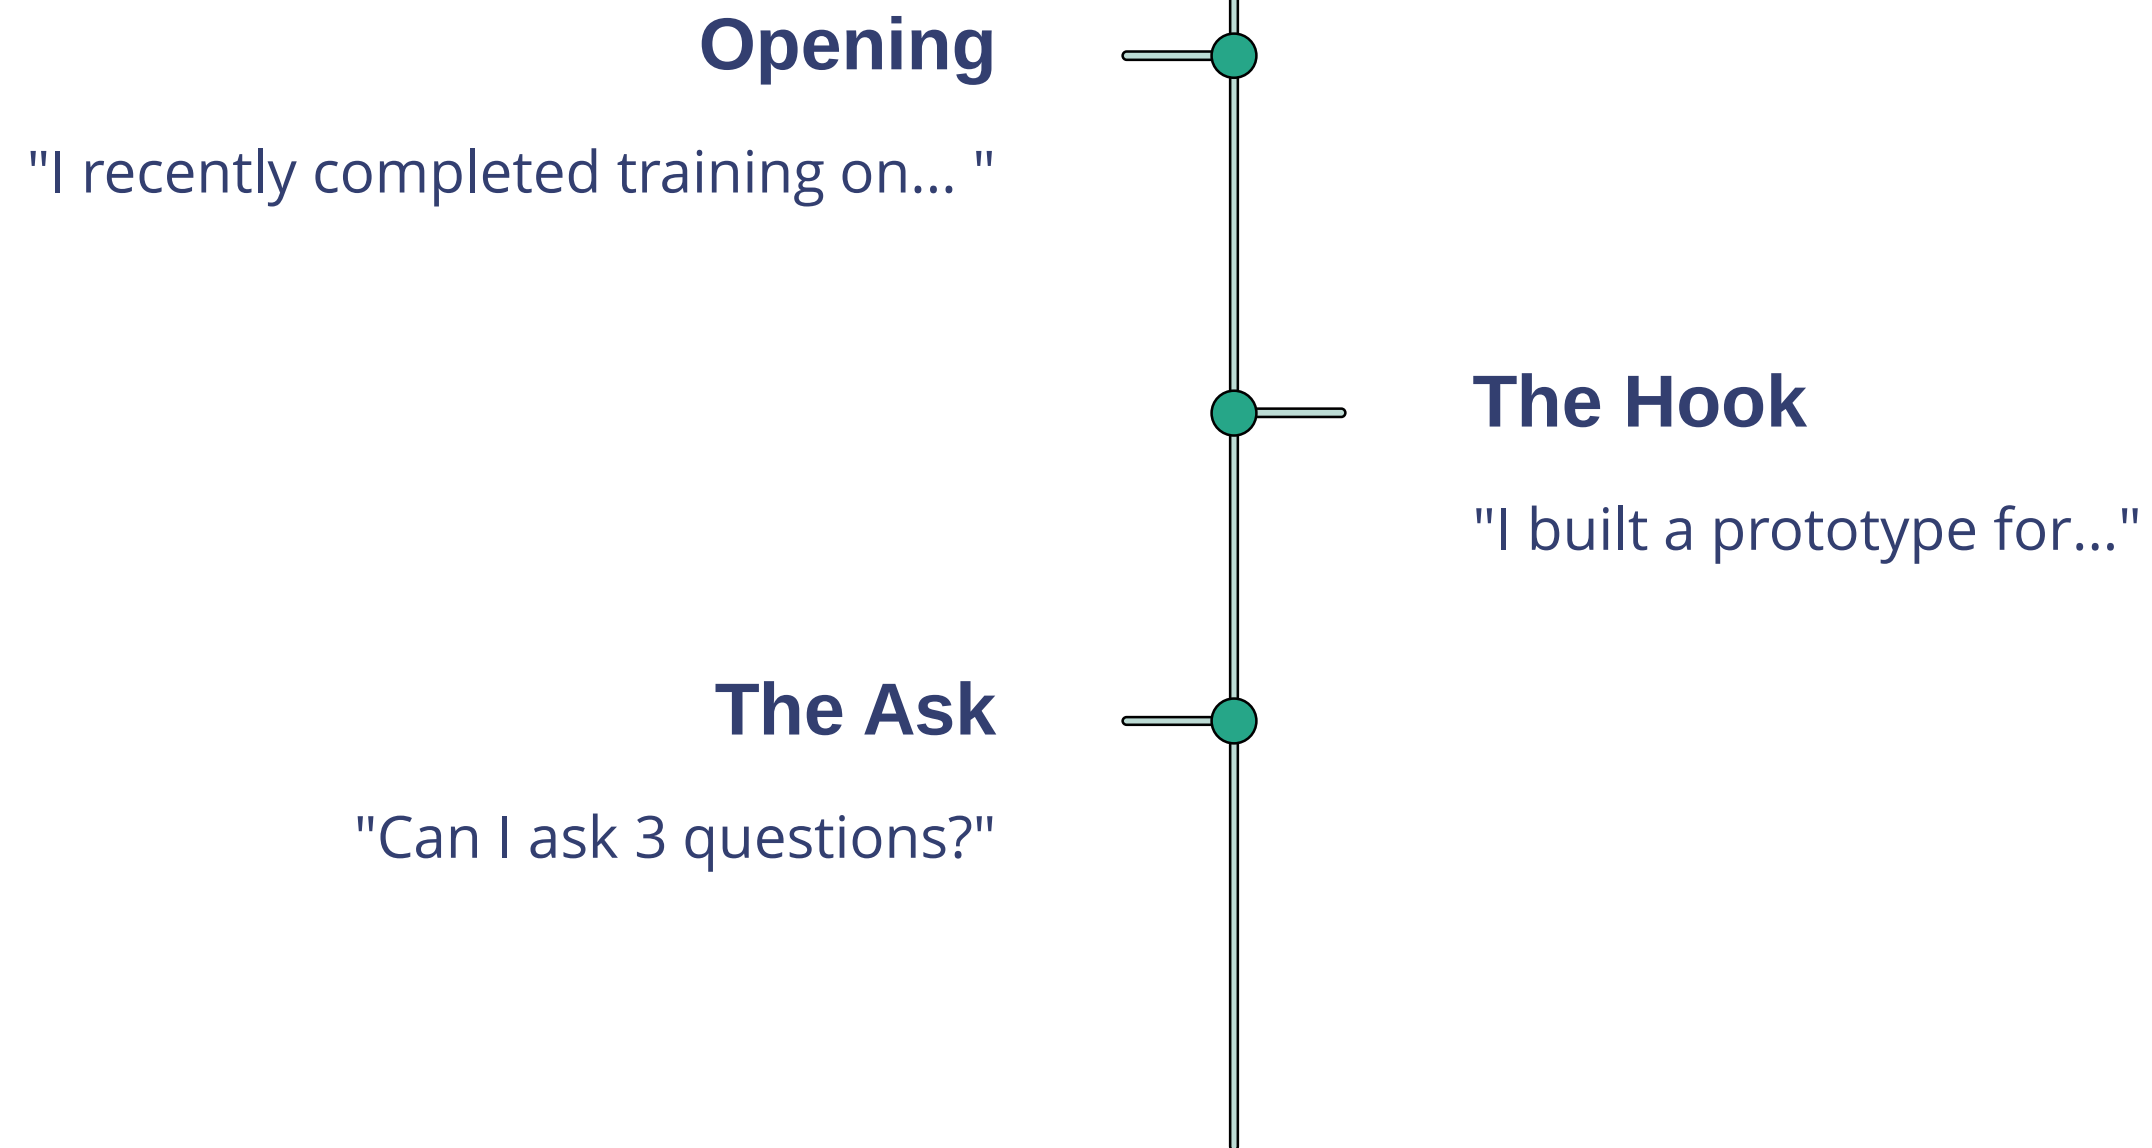 Opening
"I recently completed training on... "
The Hook
"I built a prototype for..."
The Ask
"Can I ask 3 questions?"